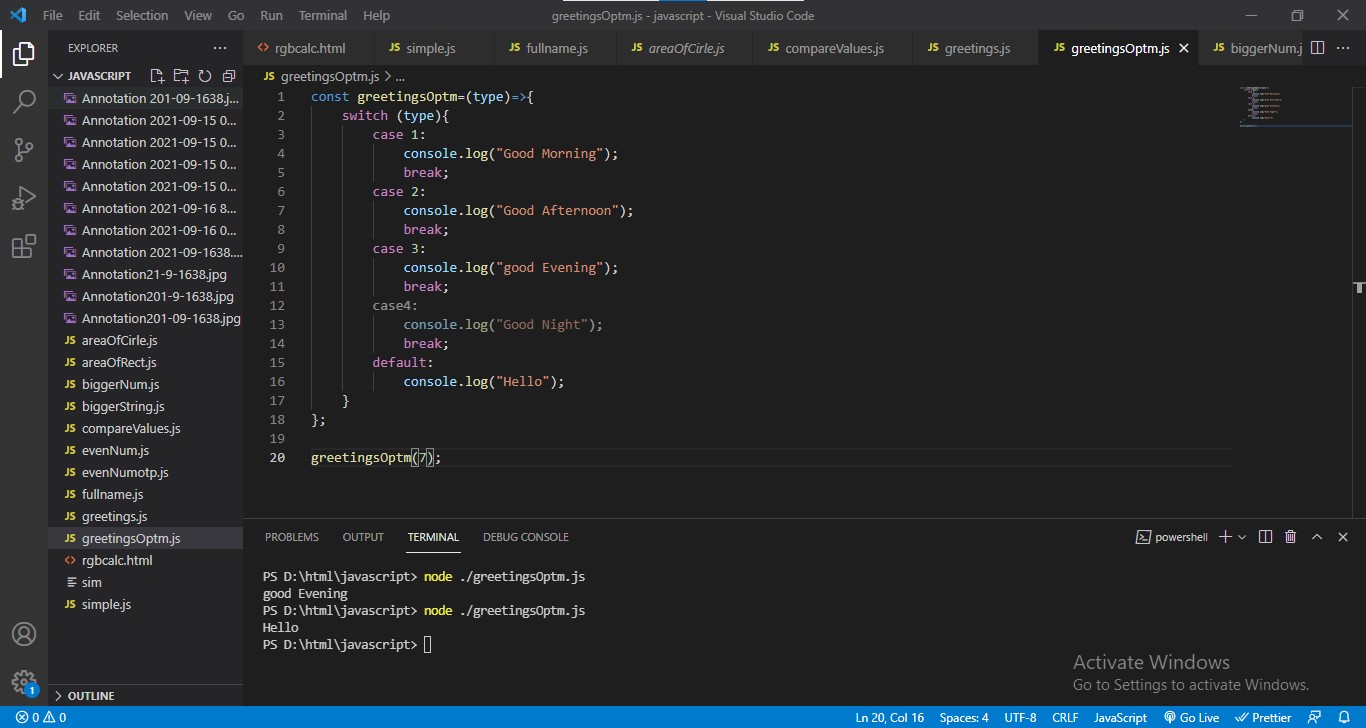 File Edit Selection View Go Run Terminal Help greetingsOptm.js - javascript - Visual Studio Code
EXPLORER
JAVASCRIPT
Annotation 201-09-1638.j...
Annotation 2021-09-15 0...
Annotation 2021-09-15 0...
Annotation 2021-09-15 0...
Annotation 2021-09-15 0...
Annotation 2021-09-16 8...
Annotation 2021-09-16 0...
Annotation 2021-09-1638....
Annotation21-9-1638.jpg
Annotation201-9-1638.jpg
Annotation201-09-1638.jpg
JS areaOfCirle.js
JS areaOfRect.js
JS biggerNum.js
JS biggerString.js
JS compareValues.js
JS evenNum.js
JS evenNumotp.js
JS fullname.js
JS greetings.js
JS greetingsOptm.js
<> rgbcalc.html
sim
JS simple.js
OUTLINE
1
<> rgbcalc.html JS simple.js JS fullname.js JS areaOfCirle.js JS compareValues.js JS greetings.js JS greetingsOptm.js JS biggerNum.j
JS greetingsOptm.js > ...
1 const greetingsOptm=(type)=>{
2 switch (type){
3 case 1:
4 console.log("Good Morning");
5 break;
6 case 2:
7 console.log("Good Afternoon");
8 break;
9 case 3:
10 console.log("good Evening");
11 break;
12 case4:
13 console.log("Good Night");
14 break;
15 default:
16 console.log("Hello");
17 }
18 };
19
20 greetingsOptm(7);
PROBLEMS OUTPUT TERMINAL DEBUG CONSOLE powershell
PS D:\html\javascript> node ./greetingsOptm.js
good Evening
PS D:\html\javascript> node ./greetingsOptm.js
Hello
PS D:\html\javascript>
Activate Windows
Go to Settings to activate Windows.
0 0 Ln 20, Col 16 Spaces: 4 UTF-8 CRLF JavaScript Go Live Prettier